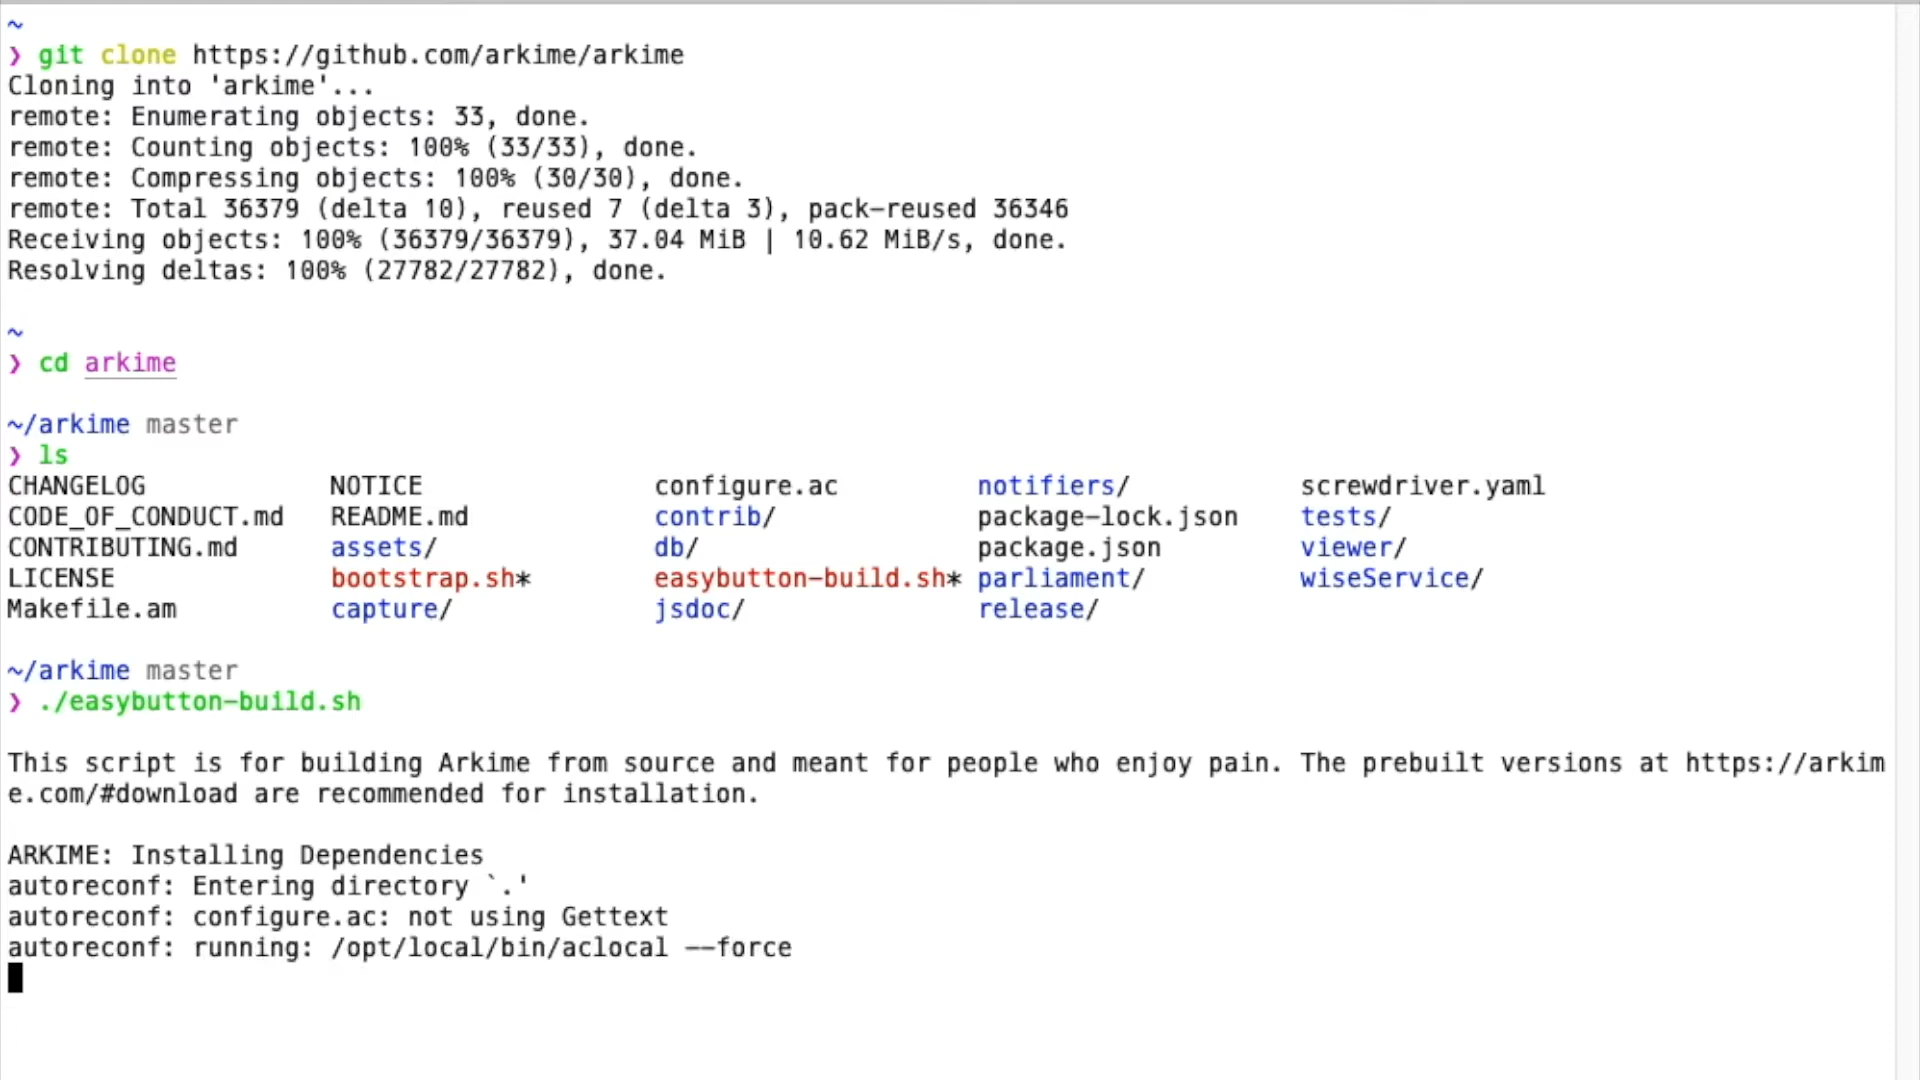 ~
❯ git clone https://github.com/arkime/arkime
Cloning into 'arkime'...
remote: Enumerating objects: 33, done.
remote: Counting objects: 100% (33/33), done.
remote: Compressing objects: 100% (30/30), done.
remote: Total 36379 (delta 10), reused 7 (delta 3), pack-reused 36346
Receiving objects: 100% (36379/36379), 37.04 MiB | 10.62 MiB/s, done.
Resolving deltas: 100% (27782/27782), done.
~
❯ cd arkime
~/arkime master
❯ ls
CHANGELOG NOTICE configure.ac notifiers/ screwdriver.yaml
CODE_OF_CONDUCT.md README.md contrib/ package-lock.json tests/
CONTRIBUTING.md assets/ db/ package.json viewer/
LICENSE bootstrap.sh* easybutton-build.sh* parliament/ wiseService/
Makefile.am capture/ jsdoc/ release/
~/arkime master
❯ ./easybutton-build.sh
This script is for building Arkime from source and meant for people who enjoy pain. The prebuilt versions at https://arkim
e.com/#download are recommended for installation.
ARKIME: Installing Dependencies
autoreconf: Entering directory `.'
autoreconf: configure.ac: not using Gettext
autoreconf: running: /opt/local/bin/aclocal --force